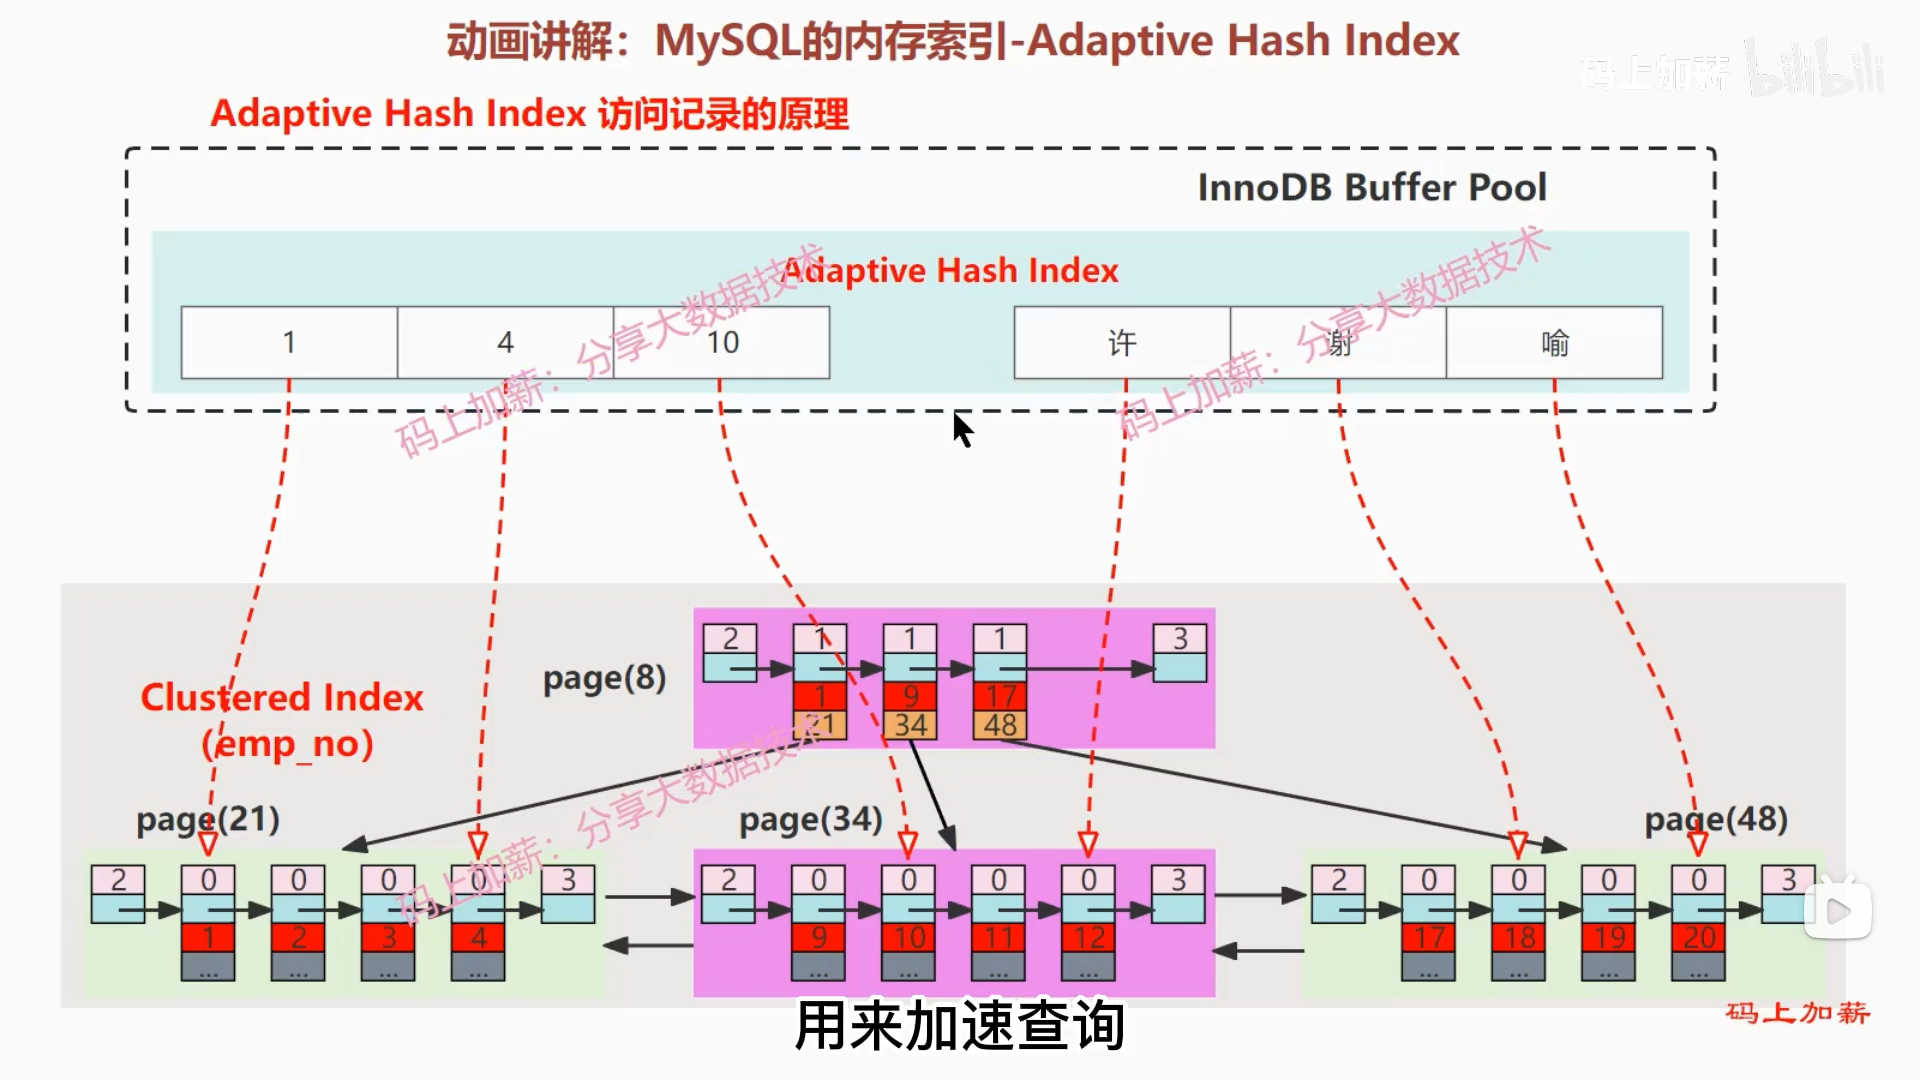 动画讲解：MySQL的内存索引-Adaptive Hash Index
码上加薪 bilibili
Adaptive Hash Index 访问记录的原理
InnoDB Buffer Pool
Adaptive Hash Index
1 4 10 许 谢 喻
码上加薪：分享大数据技术
码上加薪：分享大数据技术
page(8)
2 1 1 1 3
1 9 17
21 34 48
Clustered Index
(emp_no)
码上加薪：分享大数据技术
page(21) page(34) page(48)
2 0 0 0 0 3 2 0 0 0 0 3 2 0 0 0 0 3
1 2 3 4 9 10 11 12 17 18 19 20
... ... ... ... ... ... ... ... ... ... ... ...
用来加速查询
码上加薪